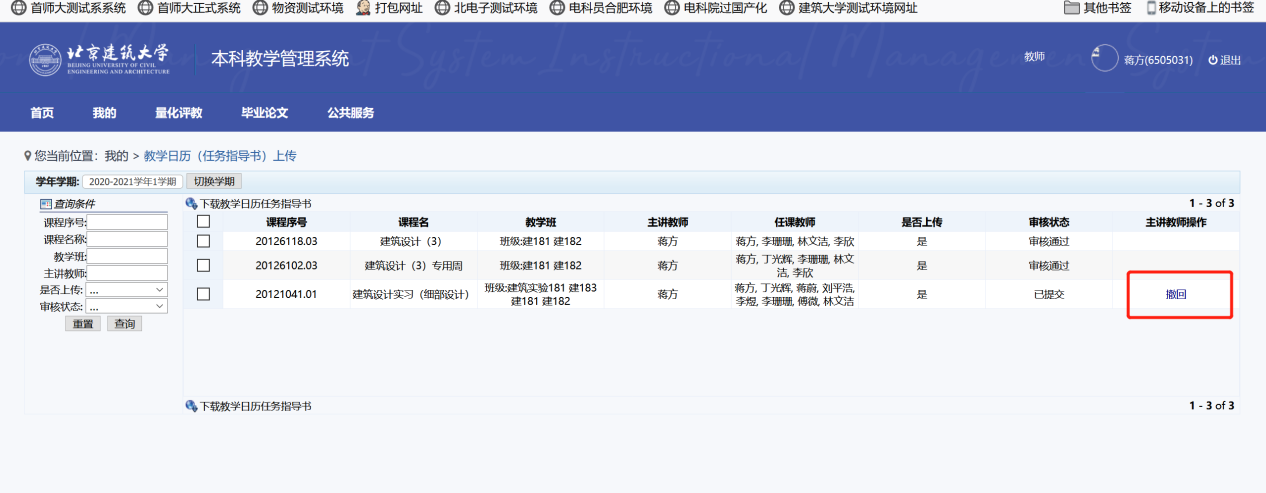 首师大测试系系统 首师大正式系统 物资测试环境 打包网址 北电子测试环境 电科员合肥环境 电科院过国产化 建筑大学测试环境网址 其他书签 移动设备上的书签
北京建筑大学 BEIJING UNIVERSITY OF CIVIL ENGINEERING AND ARCHITECTURE 本科教学管理系统 教师 蒋方(6505031) 退出
首页 我的 量化评教 毕业论文 公共服务
您当前位置：我的 > 教学日历（任务指导书）上传
学年学期: 2020-2021学年1学期 切换学期
查询条件
课程序号:
课程名称:
教学班:
主讲教师:
是否上传: ...
审核状态: ...
重置 查询
下载教学日历任务指导书 1 - 3 of 3
课程序号 课程名 教学班 主讲教师 任课教师 是否上传 审核状态 主讲教师操作
20126118.03 建筑设计（3） 班级:建181 建182 蒋方 蒋方, 李珊珊, 林文洁, 李欣 是 审核通过
20126102.03 建筑设计（3）专用周 班级:建181 建182 蒋方 蒋方, 丁光辉, 李珊珊, 林文洁, 李欣 是 审核通过
20121041.01 建筑设计实习（细部设计） 班级:建筑实验181 建183 建181 建182 蒋方 蒋方, 丁光辉, 蒋蔚, 刘平浩, 李煜, 李珊珊, 傅微, 林文洁 是 已提交 撤回
下载教学日历任务指导书 1 - 3 of 3